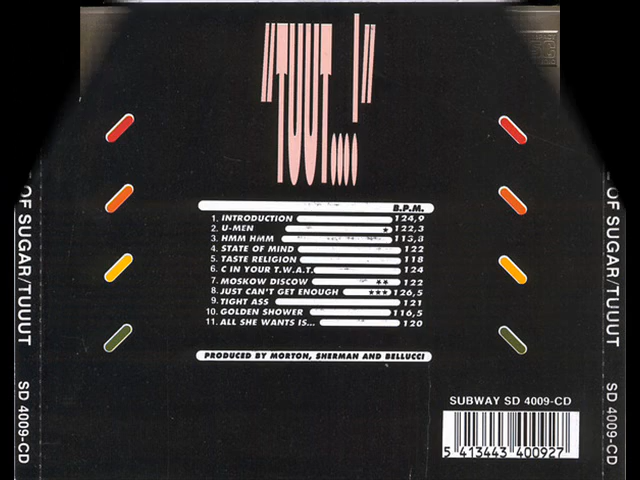 "TUUT...."
B.P.M.
1. INTRODUCTION 124,9
2. U-MEN ★ 122,3
3. HMM HMM 113,8
4. STATE OF MIND 122
5. TASTE RELIGION 118
6. C IN YOUR T.W.A.T. 124
7. MOSKOW DISCOW ★★ 122
8. JUST CAN'T GET ENOUGH ★★★ 126,5
9. TIGHT ASS 121
10. GOLDEN SHOWER 116,5
11. ALL SHE WANTS IS... 120
PRODUCED BY MORTON, SHERMAN AND BELLUCCI
SUBWAY SD 4009-CD
5 413443 400927
OF SUGAR/TUUUT SD 4009-CD
OF SUGAR/TUUUT SD 4009-CD